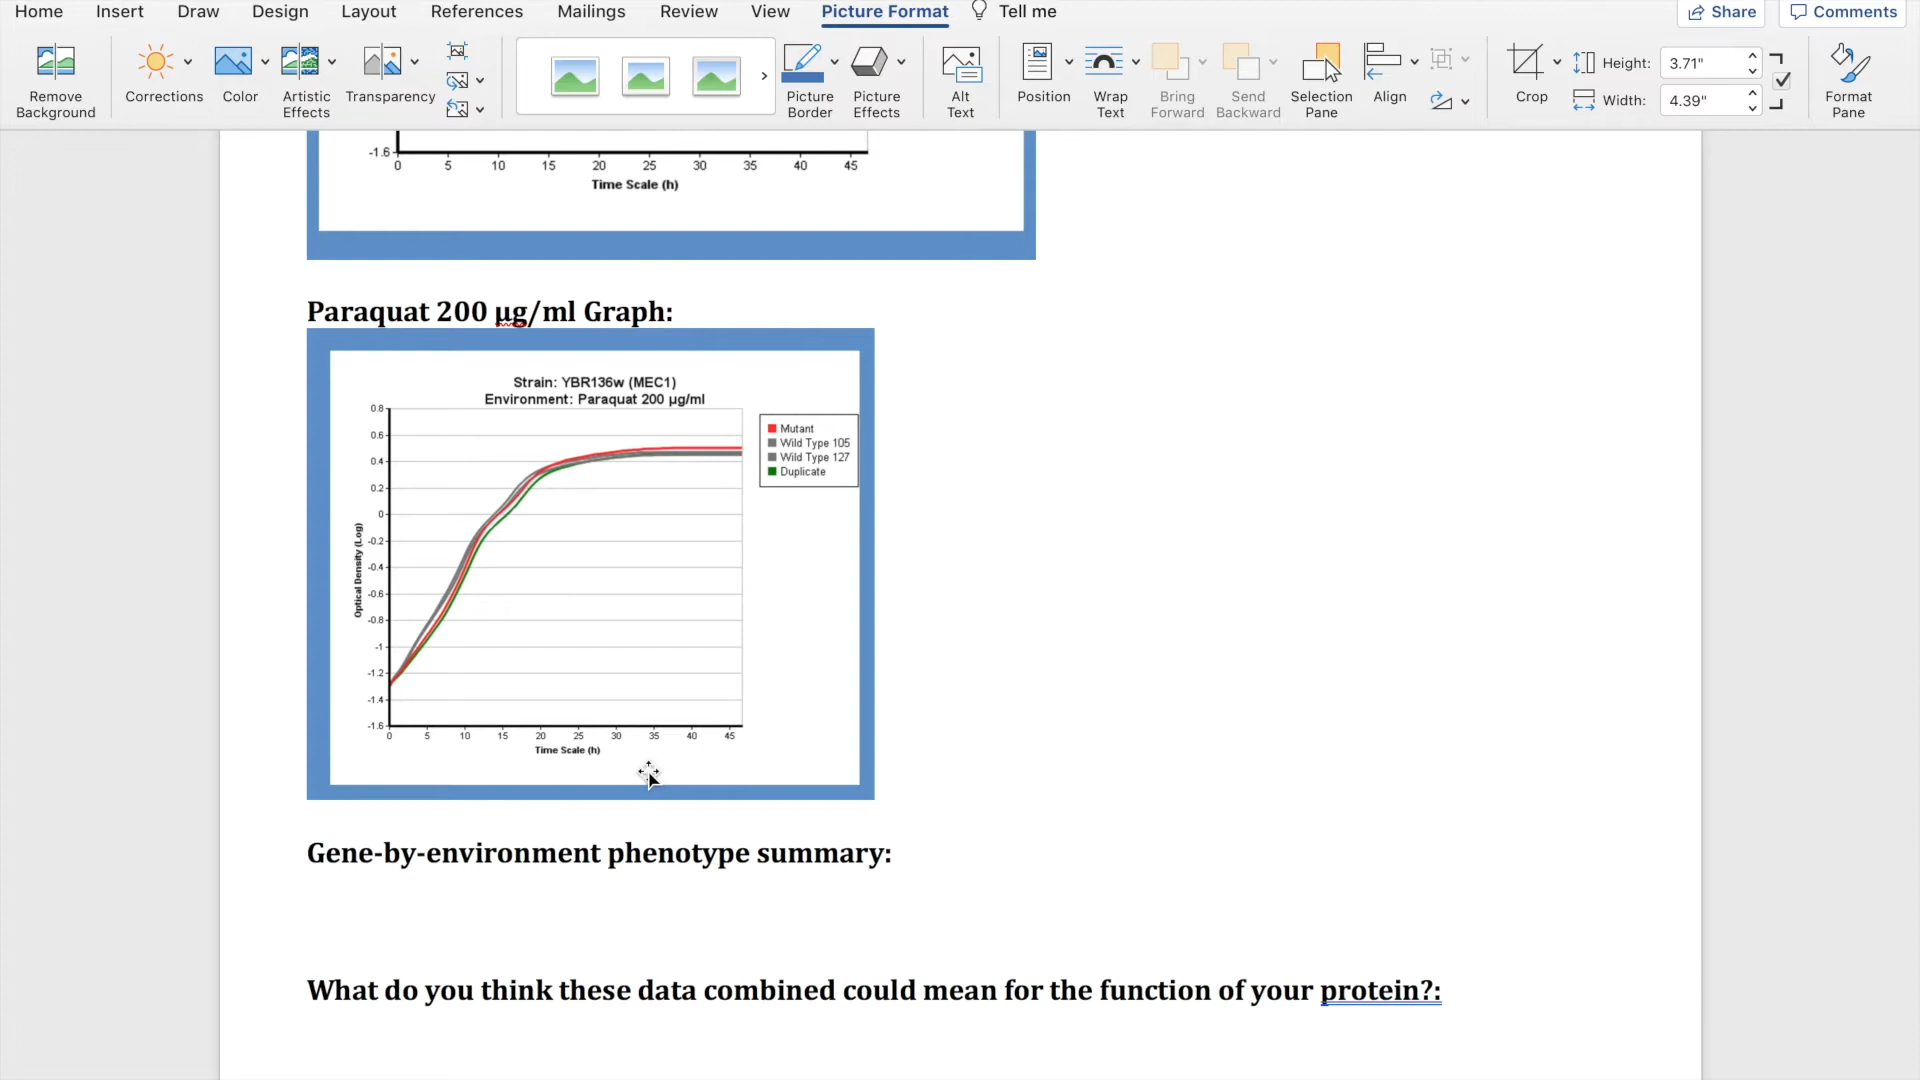 Home Insert Draw Design Layout References Mailings Review View Picture Format Tell me Share Comments
Remove Background Corrections Color Artistic Effects Transparency Picture Border Picture Effects Alt Text Position Wrap Text Bring Forward Send Backward Selection Pane Align Crop Height: 3.71" Format Pane
Width: 4.39"
-1.6
0 5 10 15 20 25 30 35 40 45
Time Scale (h)
Paraquat 200 µg/ml Graph:
Strain: YBR136w (MEC1)
Environment: Paraquat 200 µg/ml
Mutant
Wild Type 105
Wild Type 127
Duplicate
Optical Density (Log)
0.8
0.6
0.4
0.2
0
-0.2
-0.4
-0.6
-0.8
-1
-1.2
-1.4
-1.6
0 5 10 15 20 25 30 35 40 45
Time Scale (h)
Gene-by-environment phenotype summary:
What do you think these data combined could mean for the function of your protein?: